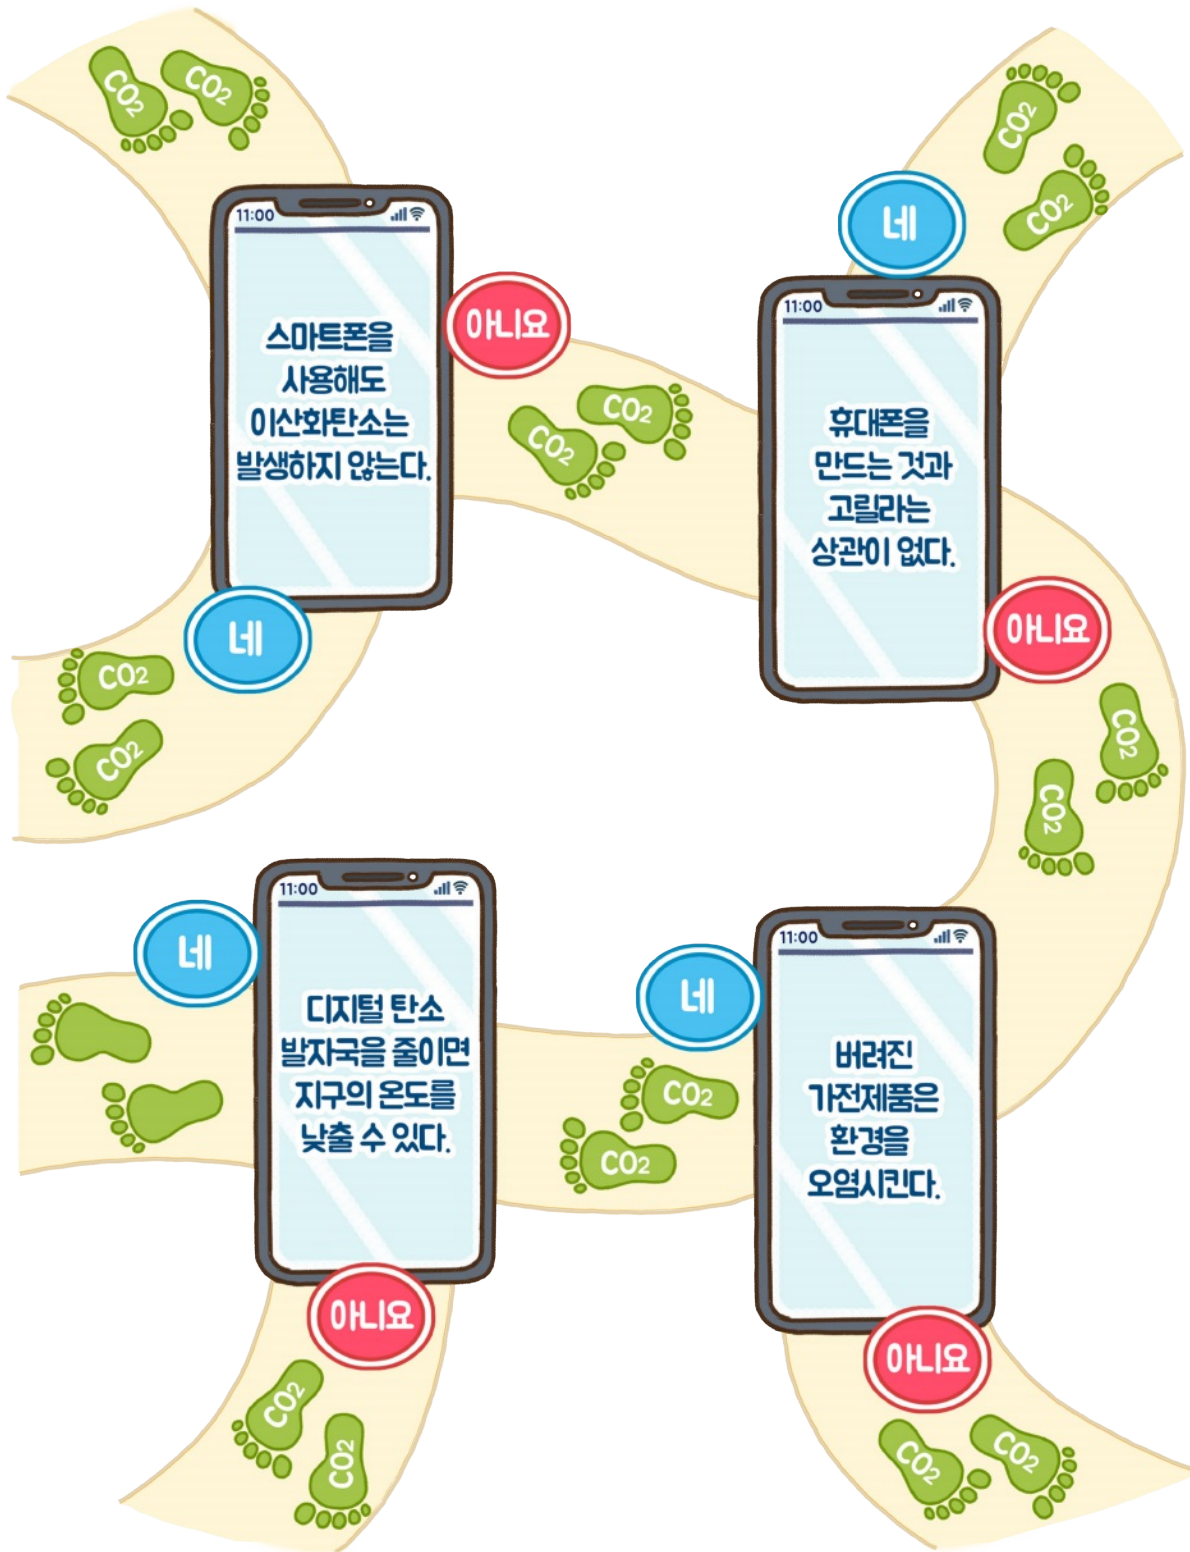 CO2
CO2
11:00
스마트폰을
사용해도
이산화탄소는
발생하지 않는다.
아니요
네
CO2
CO2
CO2
CO2
CO2
CO2
네
11:00
휴대폰을
만드는 것과
고릴라는
상관이 없다.
아니요
CO2
CO2
11:00
버려진
가전제품은
환경을
오염시킨다.
네
아니요
CO2
CO2
CO2
CO2
11:00
디지털 탄소
발자국을 줄이면
지구의 온도를
낮출 수 있다.
네
아니요
CO2
CO2